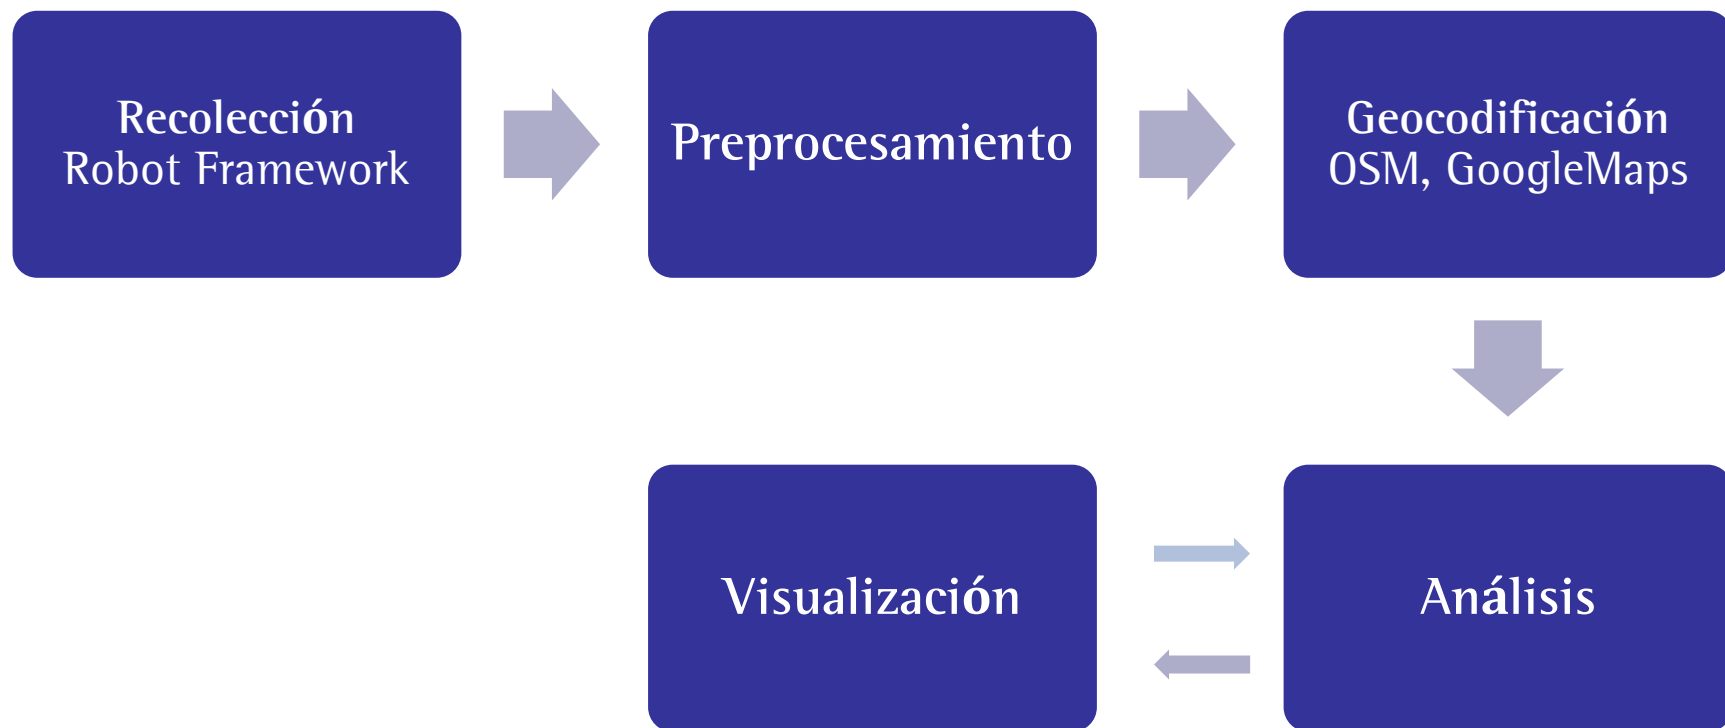 Recolección
Robot Framework
Preprocesamiento
Geocodificación
OSM, GoogleMaps
Visualización
Análisis